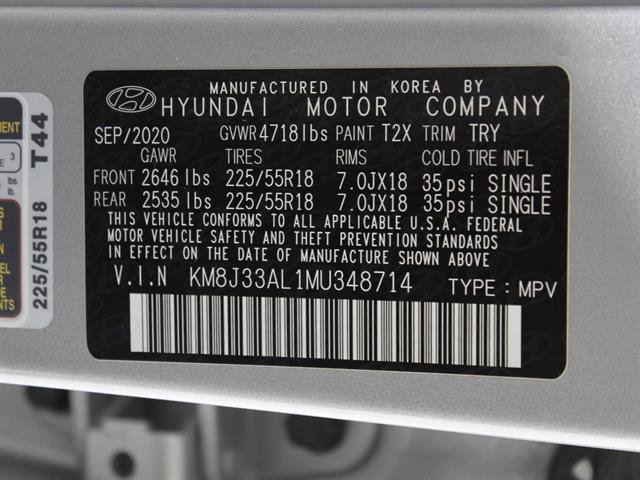 MANUFACTURED IN KOREA BY
HYUNDAI MOTOR COMPANY
SEP/2020 GVWR 4718lbs PAINT T2X TRIM TRY
GAWR TIRES RIMS COLD TIRE INFL
FRONT 2646 lbs 225/55R18 7.0JX18 35psi SINGLE
REAR 2535 lbs 225/55R18 7.0JX18 35psi SINGLE
THIS VEHICLE CONFORMS TO ALL APPLICABLE U.S.A. FEDERAL
MOTOR VEHICLE SAFETY AND THEFT PREVENTION STANDARDS
IN EFFECT ON THE DATE OF MANUFACTURE SHOWN ABOVE.
V.I.N KM8J33AL1MU348714 TYPE : MPV
225/55R18 T44
3
lbs.